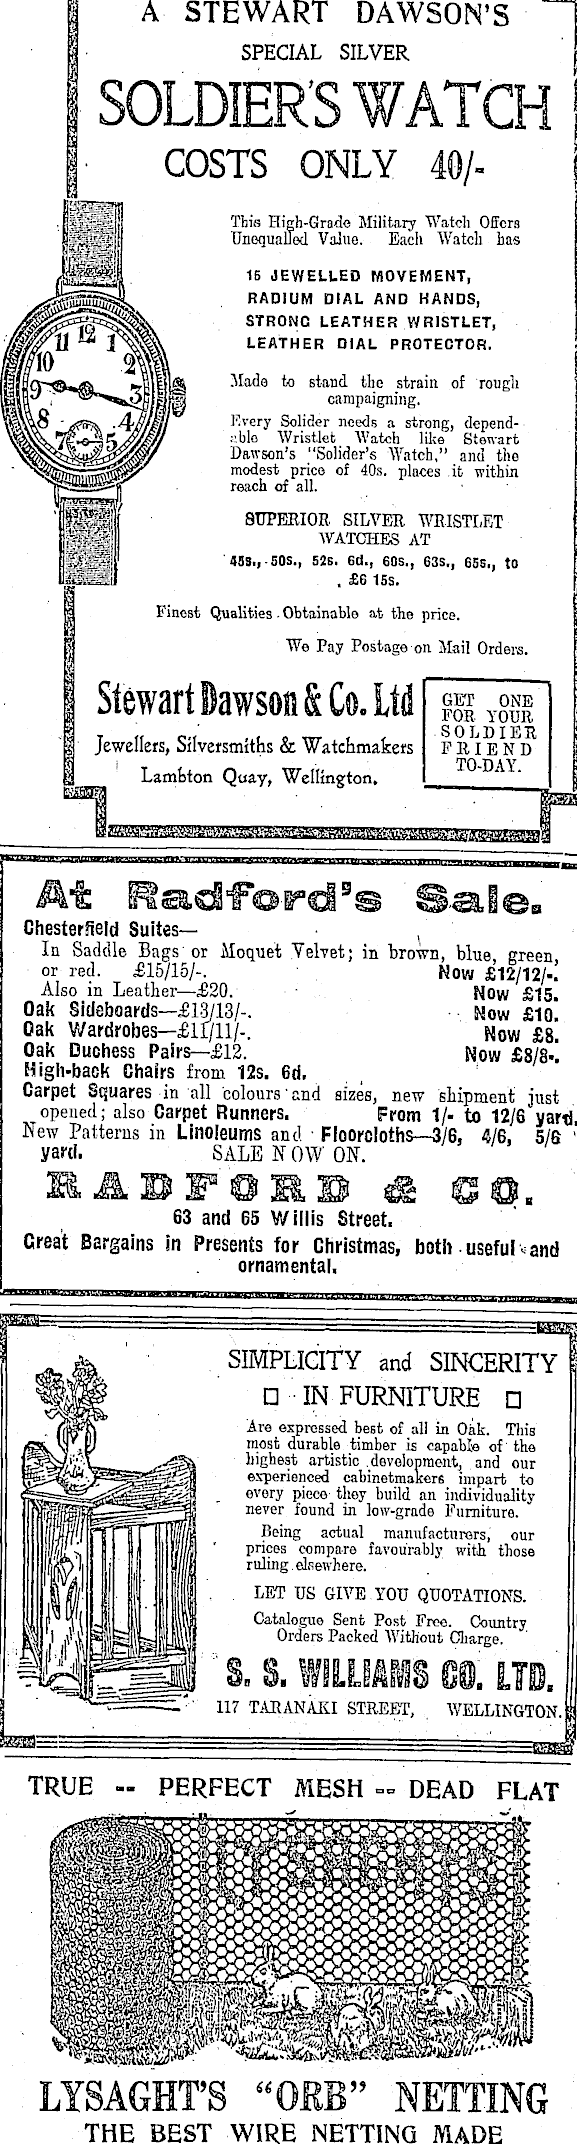 A STEWART DAWSON'S
SPECIAL SILVER
SOLDIER'S WATCH
COSTS ONLY 40/-
This High-Grade Military Watch Offers
Unequalled Value. Each Watch has
15 JEWELLED MOVEMENT,
RADIUM DIAL AND HANDS,
STRONG LEATHER WRISTLET,
LEATHER DIAL PROTECTOR.
Made to stand the strain of rough
campaigning.
Every Solider needs a strong, depend-
able Wristlet Watch like Stewart
Dawson's "Solider's Watch," and the
modest price of 40s. places it within
reach of all.
SUPERIOR SILVER WRISTLET
WATCHES AT
45s., 50s., 52s. 6d., 60s., 63s., 65s., to
£6 15s.
Finest Qualities Obtainable at the price.
We Pay Postage on Mail Orders.
12
11 1
10 2
9 3
8 4
7 5
Stewart Dawson & Co. Ltd
Jewellers, Silversmiths & Watchmakers
Lambton Quay, Wellington.
GET ONE
FOR YOUR
SOLDIER
FRIEND
TO-DAY.
At Radford's Sale.
Chesterfield Suites—
In Saddle Bags or Moquet Velvet; in brown, blue, green,
or red. £15/15/-. Now £12/12/-.
Also in Leather—£20. Now £15.
Oak Sideboards—£13/13/-. Now £10.
Oak Wardrobes—£11/11/-. Now £8.
Oak Duchess Pairs—£12. Now £8/8-.
High-back Chairs from 12s. 6d.
Carpet Squares in all colours and sizes, new shipment just
opened; also Carpet Runners. From 1/- to 12/6 yard.
New Patterns in Linoleums and Floorcloths—3/6, 4/6, 5/6
yard. SALE NOW ON.
RADFORD & CO.
63 and 65 Willis Street.
Great Bargains in Presents for Christmas, both useful and
ornamental.
SIMPLICITY and SINCERITY
IN FURNITURE
Are expressed best of all in Oak. This
most durable timber is capable of the
highest artistic development, and our
experienced cabinetmakers impart to
every piece they build an individuality
never found in low-grade Furniture.
Being actual manufacturers, our
prices compare favourably with those
ruling elsewhere.
LET US GIVE YOU QUOTATIONS.
Catalogue Sent Post Free. Country
Orders Packed Without Charge.
S. S. WILLIAMS CO. LTD.
117 TARANAKI STREET, WELLINGTON.
TRUE -- PERFECT MESH -- DEAD FLAT
LYSAGHT'S
LYSAGHT'S "ORB" NETTING
THE BEST WIRE NETTING MADE